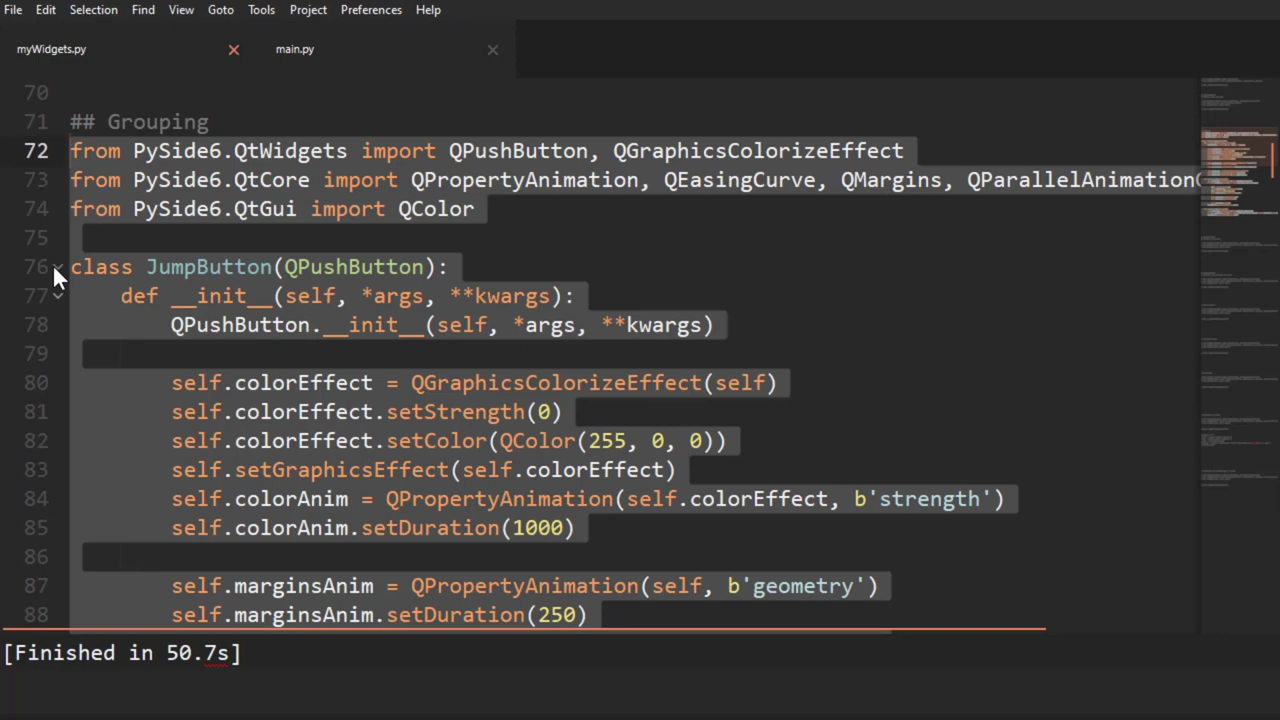 File Edit Selection View Goto Tools Project Preferences Help
myWidgets.py main.py
70
71 ## Grouping
72 from PySide6.QtWidgets import QPushButton, QGraphicsColorizeEffect
73 from PySide6.QtCore import QPropertyAnimation, QEasingCurve, QMargins, QParallelAnimationG
74 from PySide6.QtGui import QColor
75
76 class JumpButton(QPushButton):
77 def __init__(self, *args, **kwargs):
78 QPushButton.__init__(self, *args, **kwargs)
79
80 self.colorEffect = QGraphicsColorizeEffect(self)
81 self.colorEffect.setStrength(0)
82 self.colorEffect.setColor(QColor(255, 0, 0))
83 self.setGraphicsEffect(self.colorEffect)
84 self.colorAnim = QPropertyAnimation(self.colorEffect, b'strength')
85 self.colorAnim.setDuration(1000)
86
87 self.marginsAnim = QPropertyAnimation(self, b'geometry')
88 self.marginsAnim.setDuration(250)
[Finished in 50.7s]